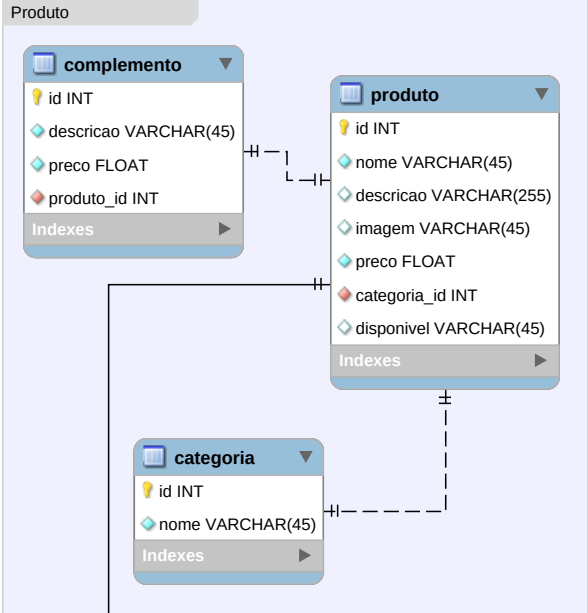 Produto
complemento
id INT
descricao VARCHAR(45)
preco FLOAT
produto_id INT
Indexes
produto
id INT
nome VARCHAR(45)
descricao VARCHAR(255)
imagem VARCHAR(45)
preco FLOAT
categoria_id INT
disponivel VARCHAR(45)
Indexes
categoria
id INT
nome VARCHAR(45)
Indexes